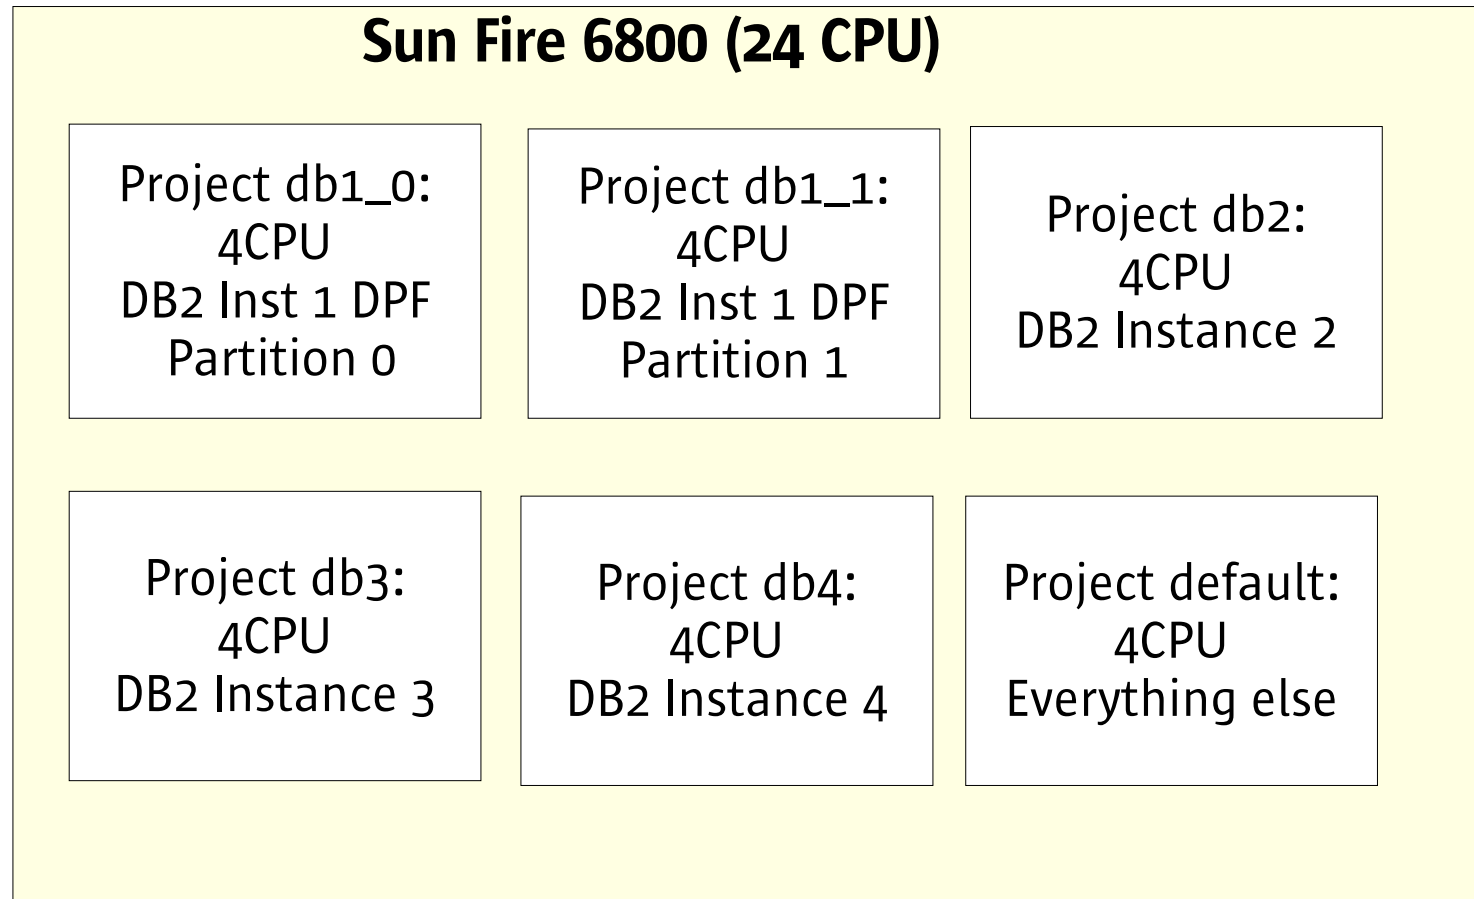 Sun Fire 6800 (24 CPU)
Project db1_0:
4CPU
DB2 Inst 1 DPF
Partition 0
Project db1_1:
4CPU
DB2 Inst 1 DPF
Partition 1
Project db2:
4CPU
DB2 Instance 2
Project db3:
4CPU
DB2 Instance 3
Project db4:
4CPU
DB2 Instance 4
Project default:
4CPU
Everything else